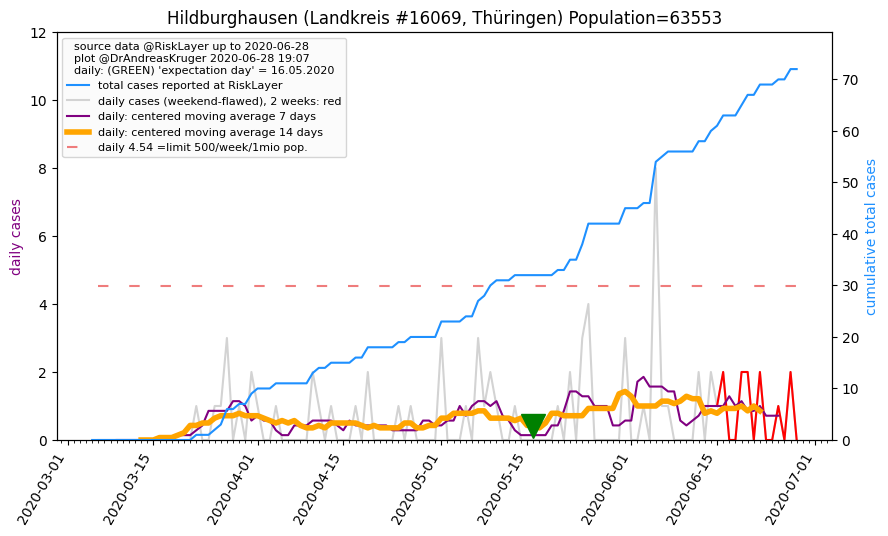 Hildburghausen (Landkreis #16069, Thüringen) Population=63553
source data @RiskLayer up to 2020-06-28
plot @DrAndreasKruger 2020-06-28 19:07
daily: (GREEN) 'expectation day' = 16.05.2020
total cases reported at RiskLayer
daily cases (weekend-flawed), 2 weeks: red
daily: centered moving average 7 days
daily: centered moving average 14 days
daily 4.54 =limit 500/week/1mio pop.
daily cases
12
10
8
6
4
2
0
70
60
50
40
30
20
10
0
cumulative total cases
2020-03-01
2020-03-15
2020-04-01
2020-04-15
2020-05-01
2020-05-15
2020-06-01
2020-06-15
2020-07-01